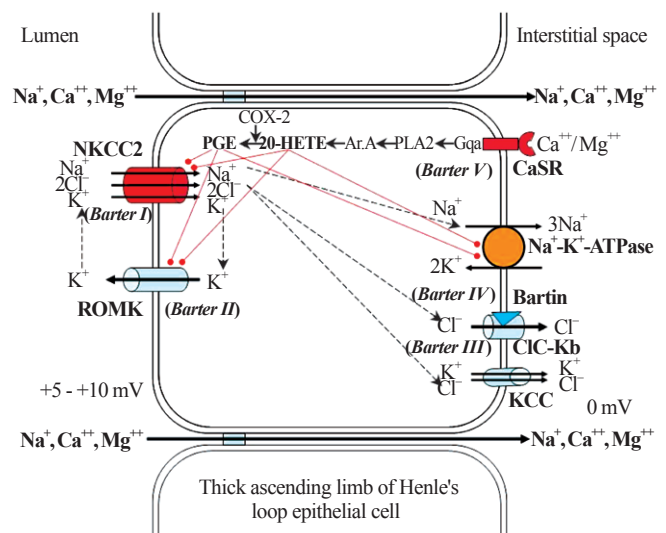 Lumen
Interstitial space
Na⁺, Ca⁺⁺, Mg⁺⁺
Na⁺, Ca⁺⁺, Mg⁺⁺
COX-2
NKCC2
PGE
20-HETE
Ar.A
PLA2
Gqa
Ca⁺⁺/Mg⁺⁺
(Barter V)
CaSR
Na⁺
2Cl⁻
K⁺
(Barter I)
Na⁺
2Cl⁻
K⁺
Na⁺
3Na⁺
Na⁺-K⁺-ATPase
2K⁺
K⁺
K⁺
ROMK
(Barter II)
(Barter IV)
Bartin
Cl⁻
Cl⁻
(Barter III)
ClC-Kb
K⁺
Cl⁻
K⁺
Cl⁻
KCC
+5 - +10 mV
0 mV
Na⁺, Ca⁺⁺, Mg⁺⁺
Na⁺, Ca⁺⁺, Mg⁺⁺
Thick ascending limb of Henle's
loop epithelial cell